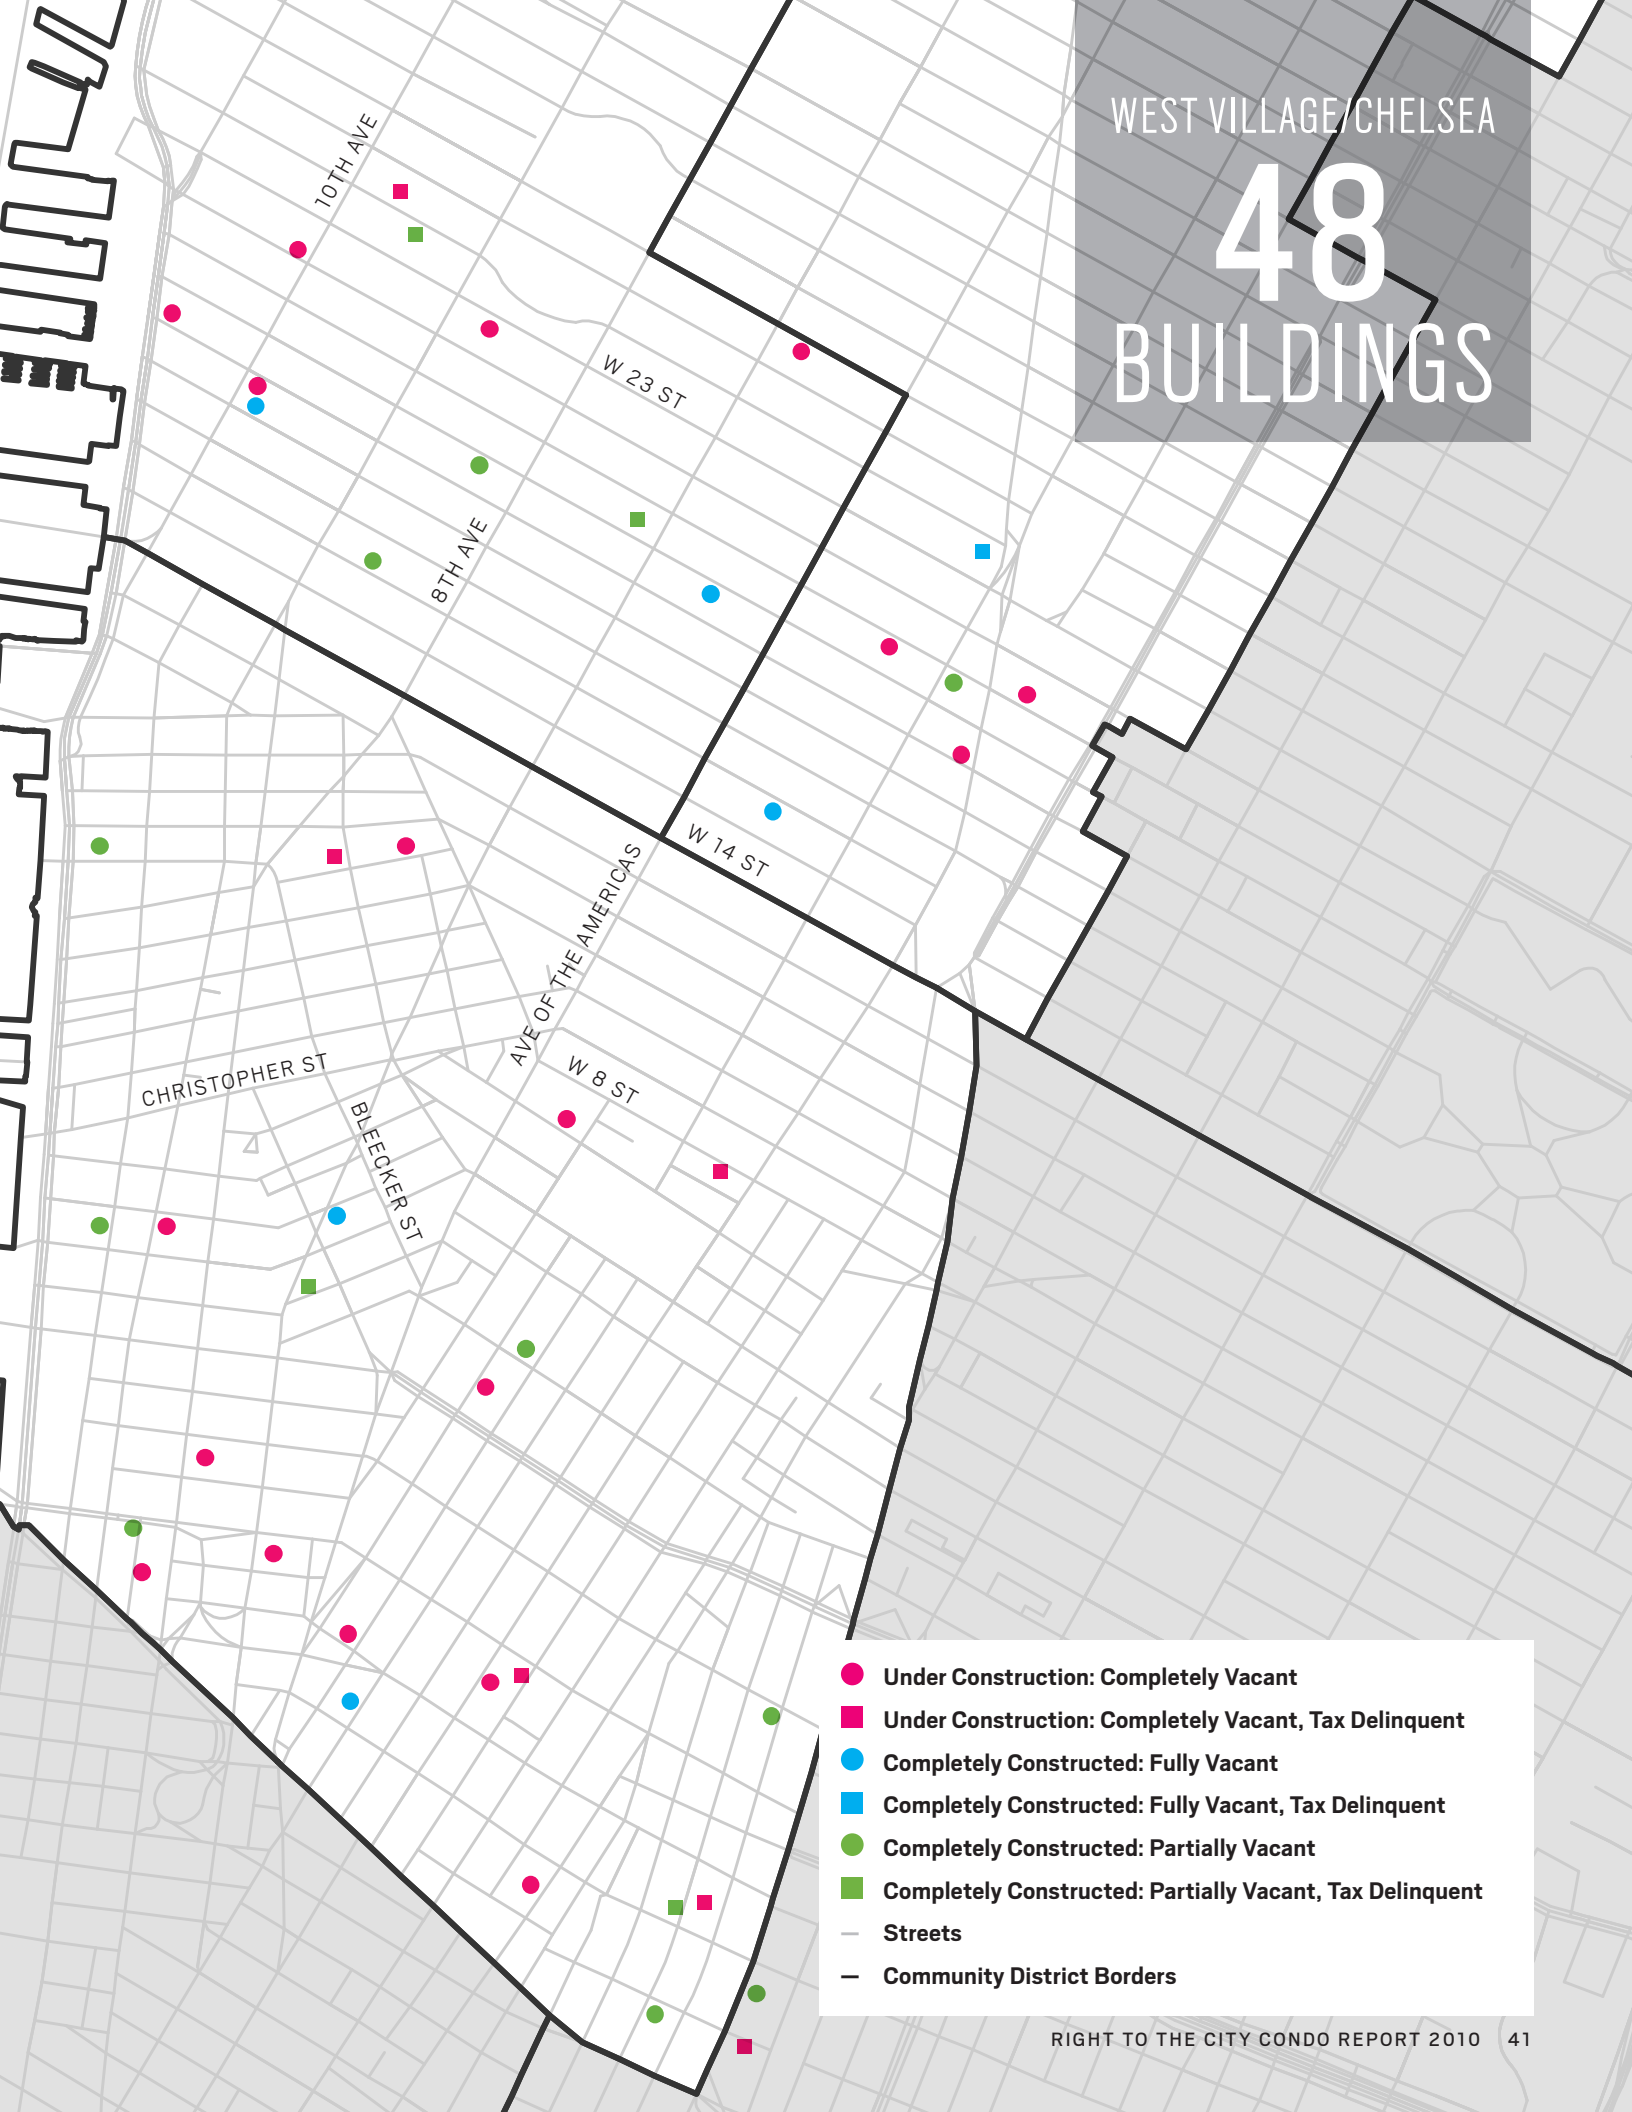 WEST VILLAGE/CHELSEA
48
BUILDINGS
10TH AVE
W 23 ST
8TH AVE
W 14 ST
AVE OF THE AMERICAS
CHRISTOPHER ST
W 8 ST
BLEECKER ST
Under Construction: Completely Vacant
Under Construction: Completely Vacant, Tax Delinquent
Completely Constructed: Fully Vacant
Completely Constructed: Fully Vacant, Tax Delinquent
Completely Constructed: Partially Vacant
Completely Constructed: Partially Vacant, Tax Delinquent
Streets
Community District Borders
RIGHT TO THE CITY CONDO REPORT 2010 41